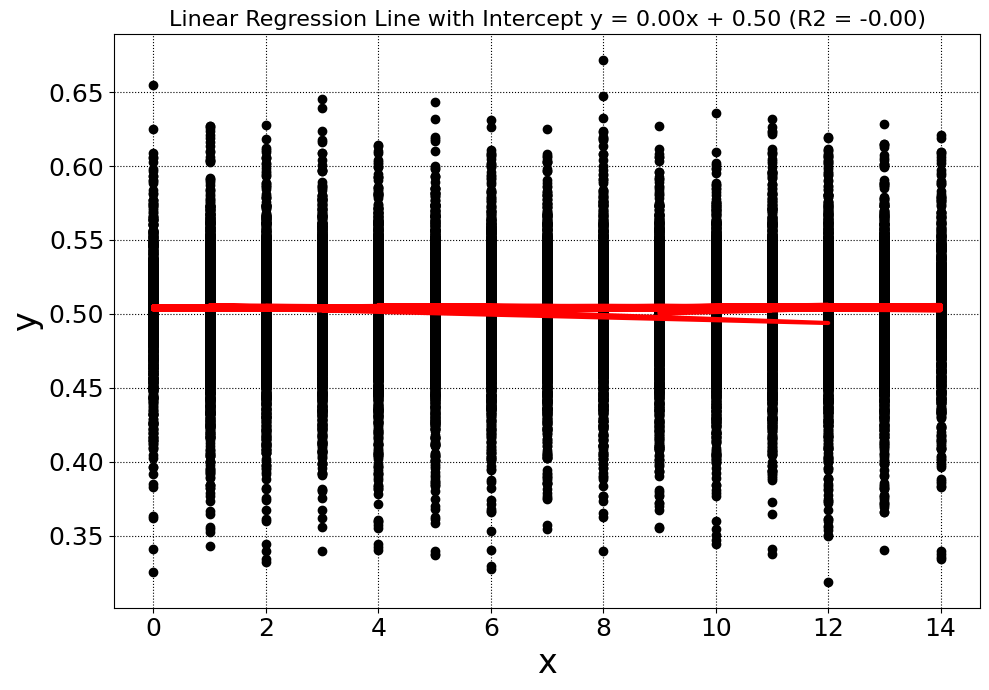 Linear Regression Line with Intercept y = 0.00x + 0.50 (R2 = -0.00)
0.65
0.60
0.55
0.50
0.45
0.40
0.35
y
0 2 4 6 8 10 12 14
x